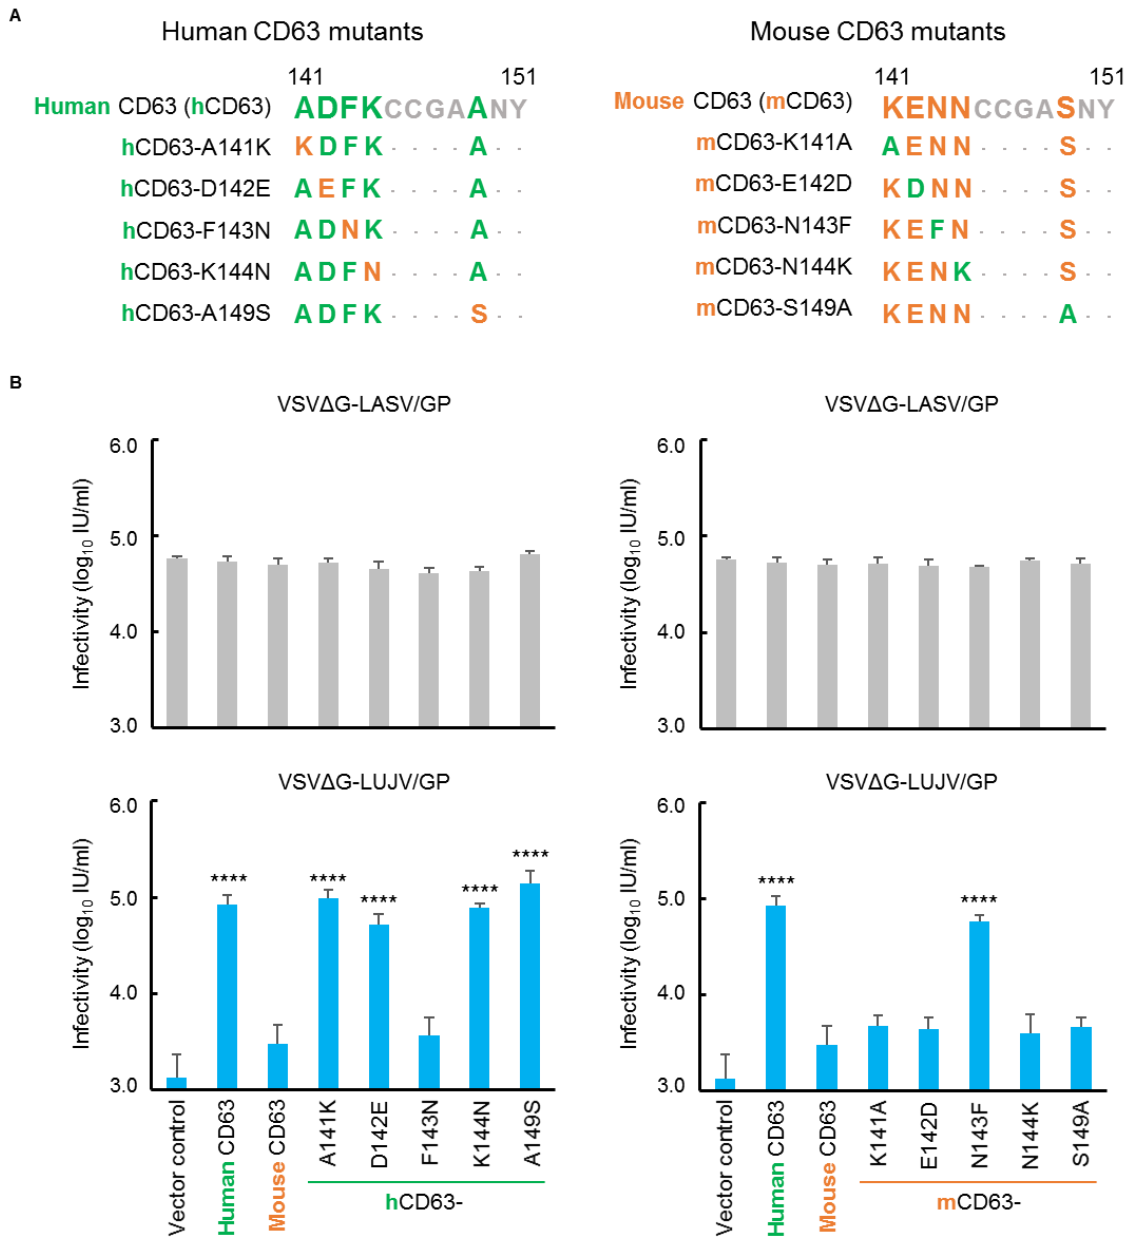 A
Human CD63 mutants
141 151
Human CD63 (hCD63) ADFKCCGAANY
hCD63-A141K KDFK....A..
hCD63-D142E AEFK....A..
hCD63-F143N ADNK....A..
hCD63-K144N ADFN....A..
hCD63-A149S ADFK....S..
Mouse CD63 mutants
141 151
Mouse CD63 (mCD63) KENNCCGASNY
mCD63-K141A AENN....S..
mCD63-E142D KDNN....S..
mCD63-N143F KEFN....S..
mCD63-N144K KENK....S..
mCD63-S149A KENN....A..
B
VSVΔG-LASV/GP
Infectivity (log10 IU/ml)
6.0
5.0
4.0
3.0
VSVΔG-LASV/GP
Infectivity (log10 IU/ml)
6.0
5.0
4.0
3.0
VSVΔG-LUJV/GP
Infectivity (log10 IU/ml)
6.0
5.0
4.0
3.0
**** **** **** **** ****
Vector control
Human CD63
Mouse CD63
A141K
D142E
F143N
K144N
A149S
hCD63-
VSVΔG-LUJV/GP
Infectivity (log10 IU/ml)
6.0
5.0
4.0
3.0
**** ****
Vector control
Human CD63
Mouse CD63
K141A
E142D
N143F
N144K
S149A
mCD63-